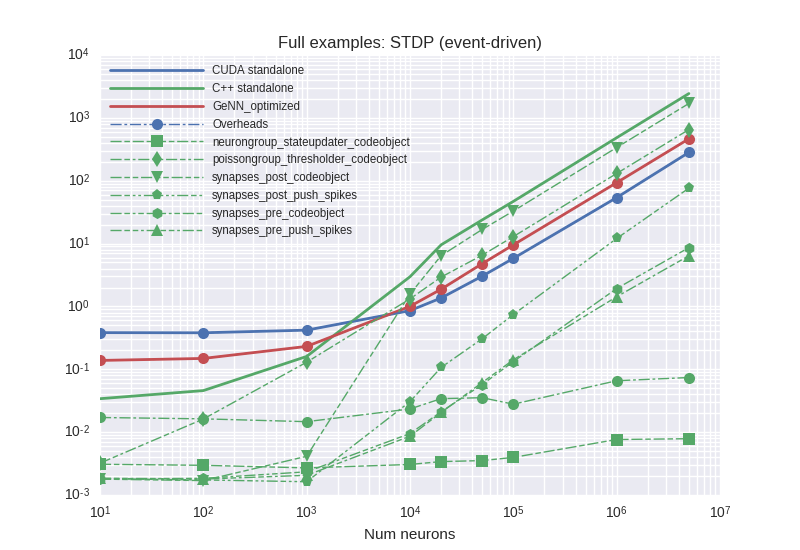 Full examples: STDP (event-driven)
10^4
10^3
10^2
10^1
10^0
10^-1
10^-2
10^-3
CUDA standalone
C++ standalone
GeNN_optimized
Overheads
neurongroup_stateupdater_codeobject
poissongroup_thresholder_codeobject
synapses_post_codeobject
synapses_post_push_spikes
synapses_pre_codeobject
synapses_pre_push_spikes
10^1 10^2 10^3 10^4 10^5 10^6 10^7
Num neurons